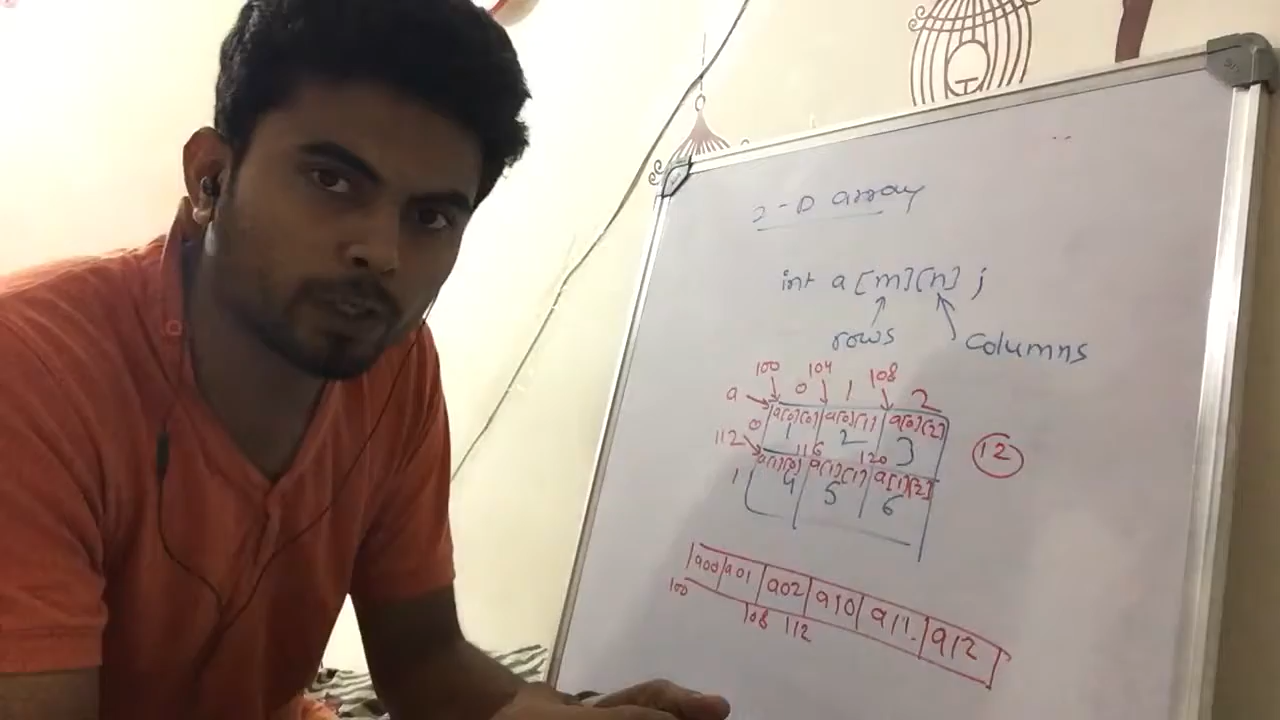 2-D array
int a[m][n];
rows columns
100 104 108
a 0 1 2
0 a[0][0] a[0][1] a[0][2]
1 2 3
112 116 120
a[1][0] a[1][1] a[1][2]
1 4 5 6
12
a00 a01 a02 a10 a11 a12
100 108 112